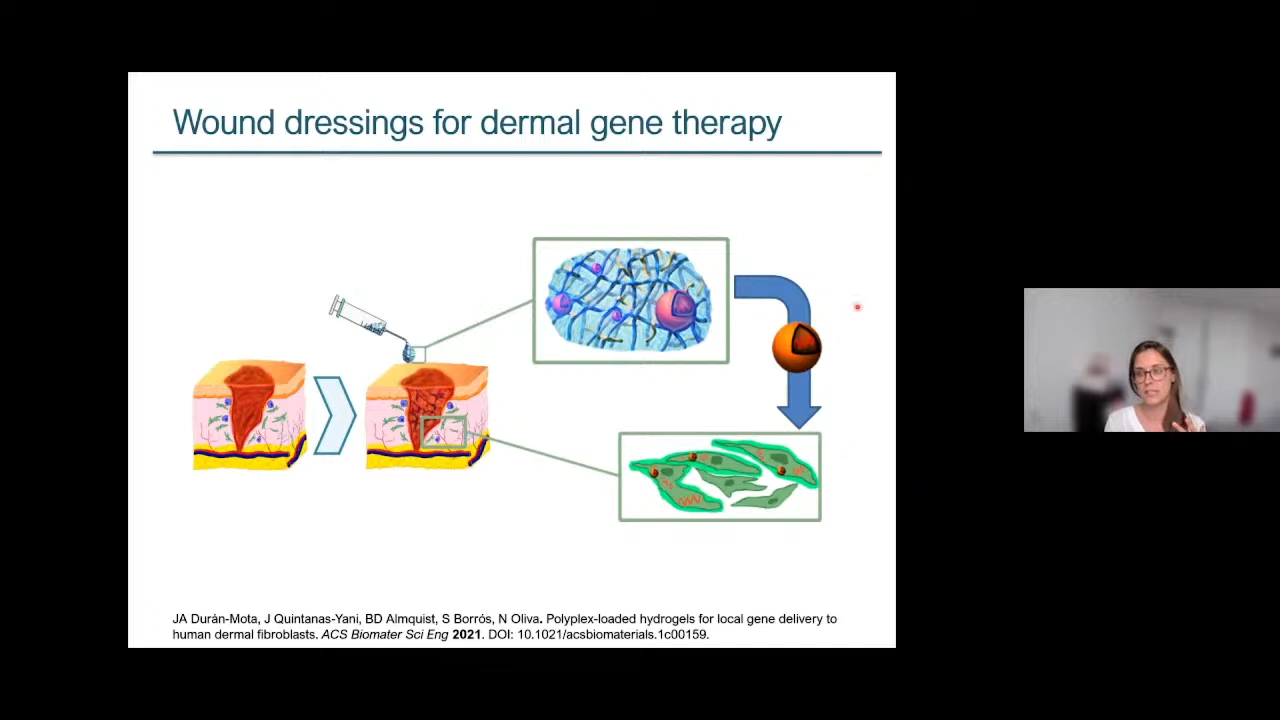 Wound dressings for dermal gene therapy
JA Durán-Mota, J Quintanas-Yani, BD Almquist, S Borrós, N Oliva. Polyplex-loaded hydrogels for local gene delivery to
human dermal fibroblasts. ACS Biomater Sci Eng 2021. DOI: 10.1021/acsbiomaterials.1c00159.